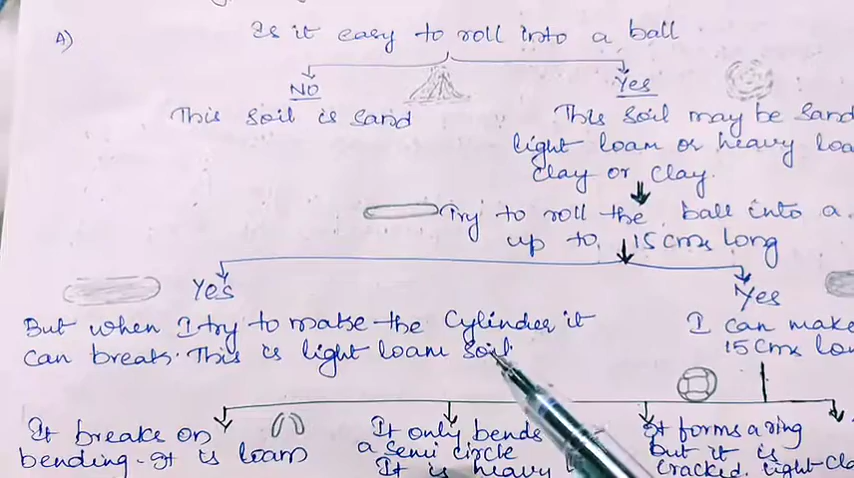 A) Is it easy to roll into a ball
NO
Yes
This Soil is sand
This Soil may be Sand
light loam or heavy loa
clay or clay.
Try to roll the ball into a
up to 15 cms long
Yes
Yes
But when I try to make the Cylinder it
can break. This is light loam soil
I can make
15 cms lon
It breaks on
bending. It is loam
It only bends
a semi circle
It is heavy
It forms a ring
but it is
cracked. light-cla